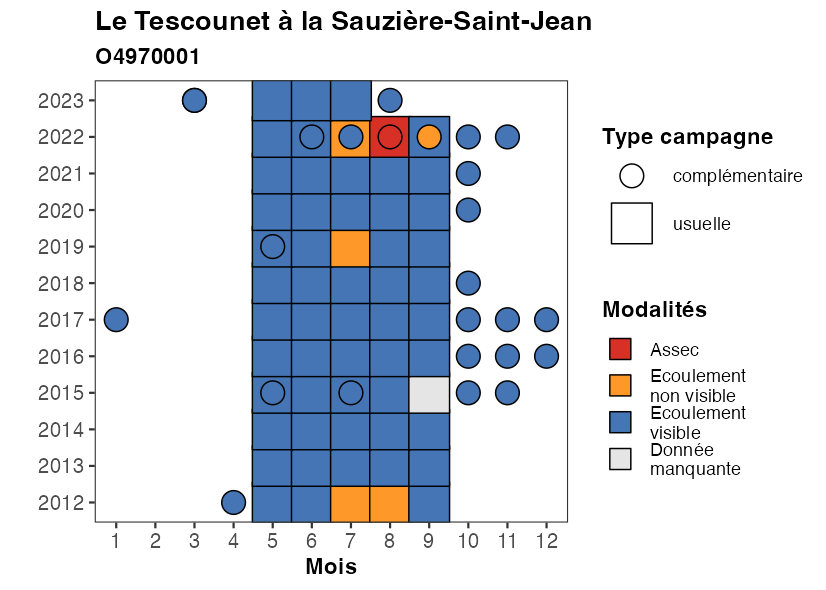 Le Tescounet à la Sauzière-Saint-Jean
O4970001
2023
2022
2021
2020
2019
2018
2017
2016
2015
2014
2013
2012
1 2 3 4 5 6 7 8 9 10 11 12
Mois
Type campagne
complémentaire
usuelle
Modalités
Assec
Ecoulement
non visible
Ecoulement
visible
Donnée
manquante